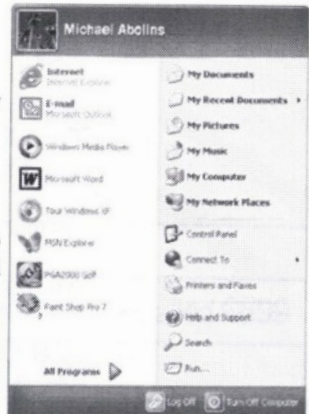 Michael Abolins
Internet
Internet Explorer
E-mail
Microsoft Outlook
Windows Media Player
Microsoft Word
Tour Windows XP
MSN Explorer
PGA2000 Golf
Paint Shop Pro 7
All Programs
My Documents
My Recent Documents
My Pictures
My Music
My Computer
My Network Places
Control Panel
Connect To
Printers and Faxes
Help and Support
Search
Run...
Log Off
Turn Off Computer